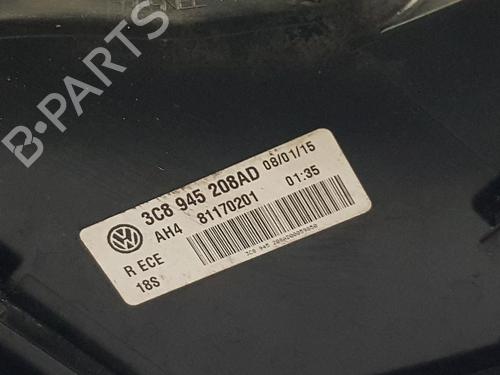 3C8 945 208AD 08/01/15
AH4 81170201 01:35
R ECE
18S
B-PARTS